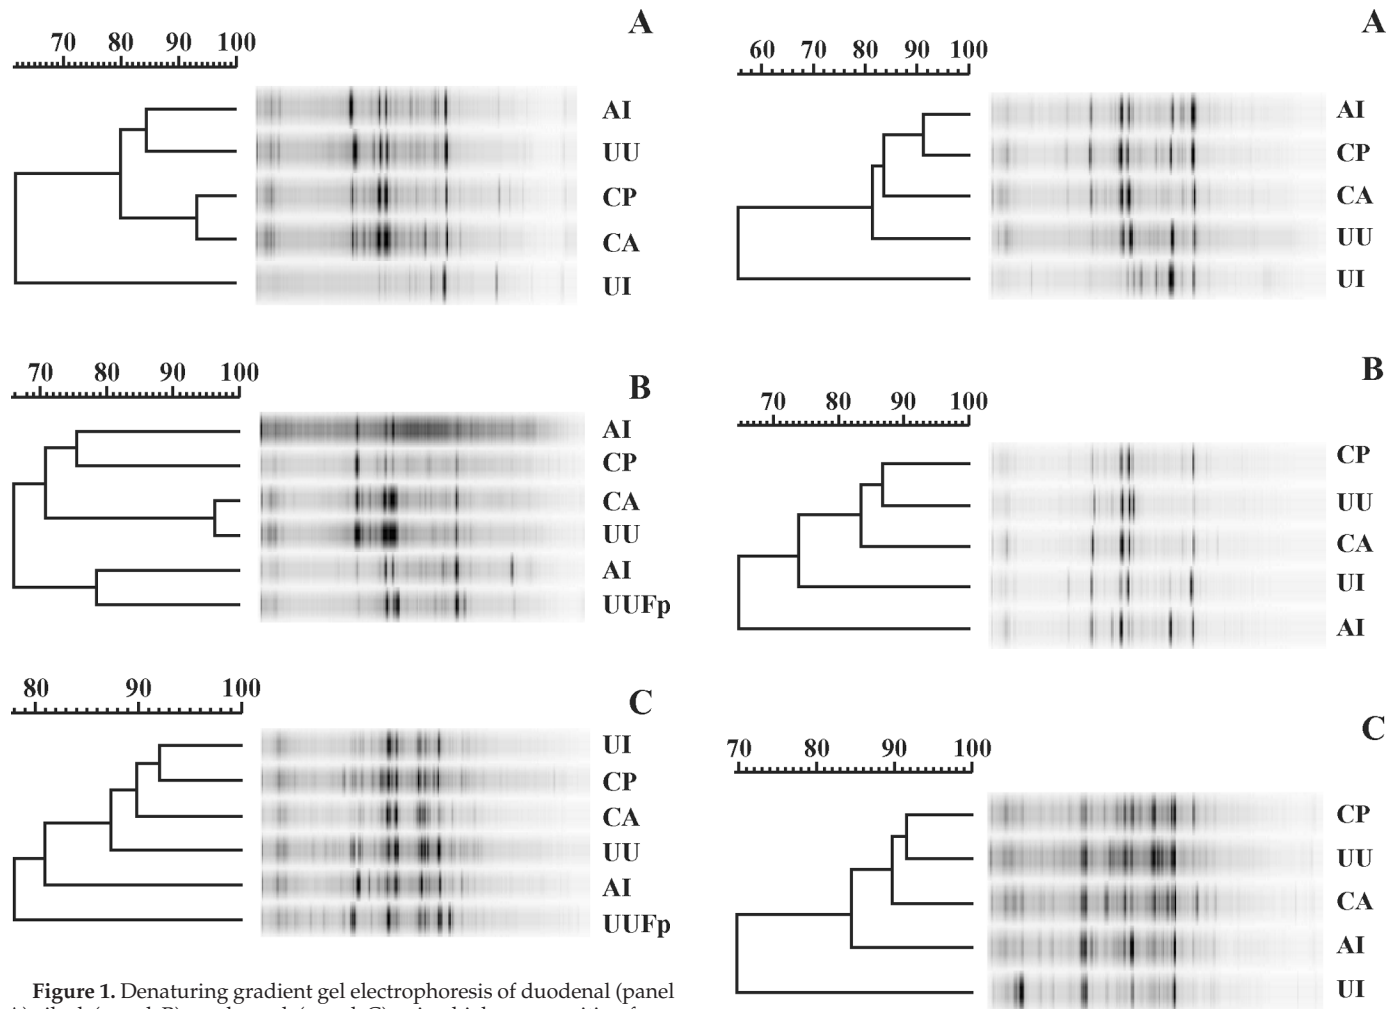 A
70 80 90 100
AI
UU
CP
CA
UI
70 80 90 100
B
AI
CP
CA
UU
AI
UUFp
80 90 100
C
UI
CP
CA
UU
AI
UUFp
Figure 1. Denaturing gradient gel electrophoresis of duodenal (panel
A
60 70 80 90 100
AI
CP
CA
UU
UI
B
70 80 90 100
CP
UU
CA
UI
AI
C
70 80 90 100
CP
UU
CA
AI
UI